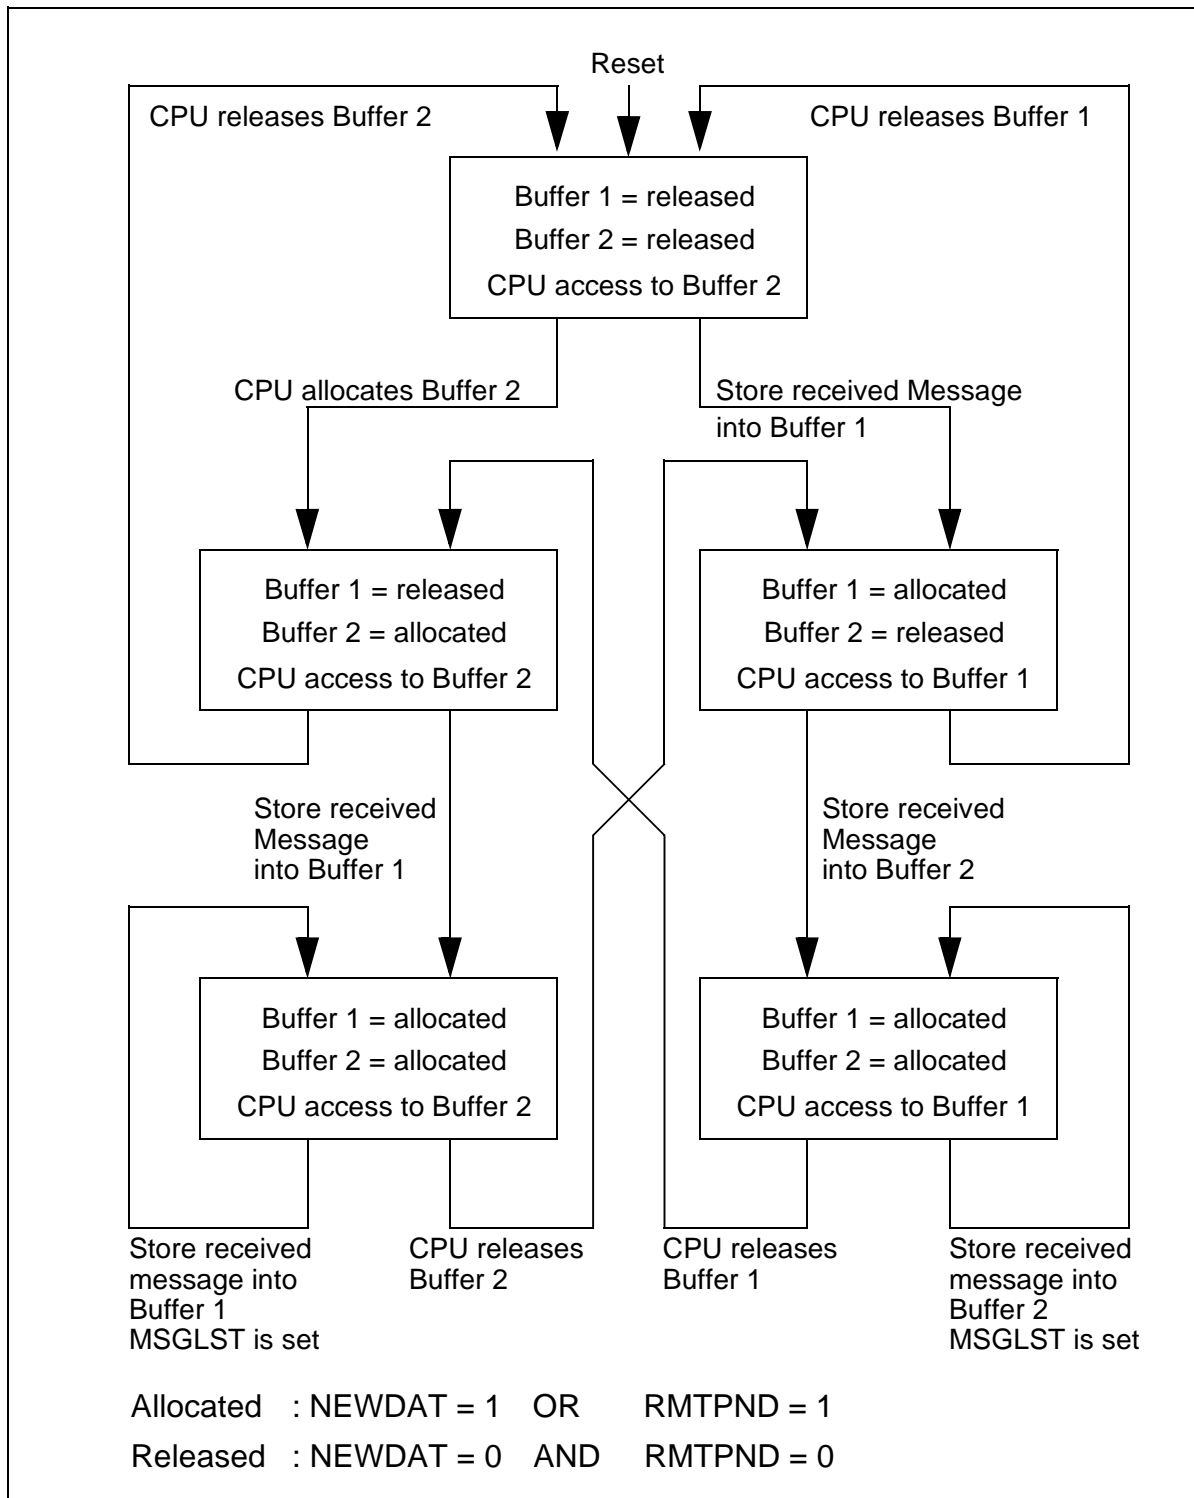 Reset
CPU releases Buffer 2
CPU releases Buffer 1
Buffer 1 = released
Buffer 2 = released
CPU access to Buffer 2
CPU allocates Buffer 2
Store received Message
into Buffer 1
Buffer 1 = released
Buffer 2 = allocated
CPU access to Buffer 2
Buffer 1 = allocated
Buffer 2 = released
CPU access to Buffer 1
Store received
Message
into Buffer 1
Store received
Message
into Buffer 2
Buffer 1 = allocated
Buffer 2 = allocated
CPU access to Buffer 2
Buffer 1 = allocated
Buffer 2 = allocated
CPU access to Buffer 1
Store received
message into
Buffer 1
MSGLST is set
CPU releases
Buffer 2
CPU releases
Buffer 1
Store received
message into
Buffer 2
MSGLST is set
Allocated : NEWDAT = 1 OR RMTPND = 1
Released : NEWDAT = 0 AND RMTPND = 0